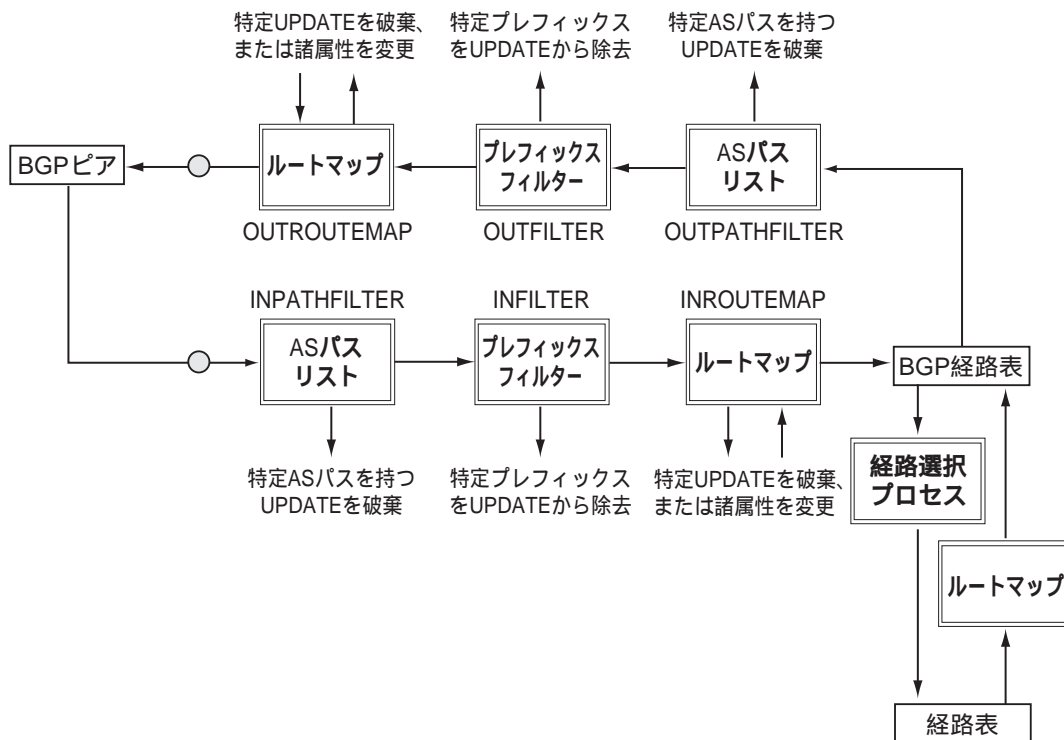 特定UPDATEを破棄、
または諸属性を変更
特定プレフィックス
をUPDATEから除去
特定ASパスを持つ
UPDATEを破棄
BGPピア
ルートマップ
プレフィックス
フィルター
ASパス
リスト
OUTROUTEMAP
OUTFILTER
OUTPATHFILTER
INPATHFILTER
INFILTER
INROUTEMAP
ASパス
リスト
プレフィックス
フィルター
ルートマップ
BGP経路表
特定ASパスを持つ
UPDATEを破棄
特定プレフィックス
をUPDATEから除去
特定UPDATEを破棄、
または諸属性を変更
経路選択
プロセス
ルートマップ
経路表